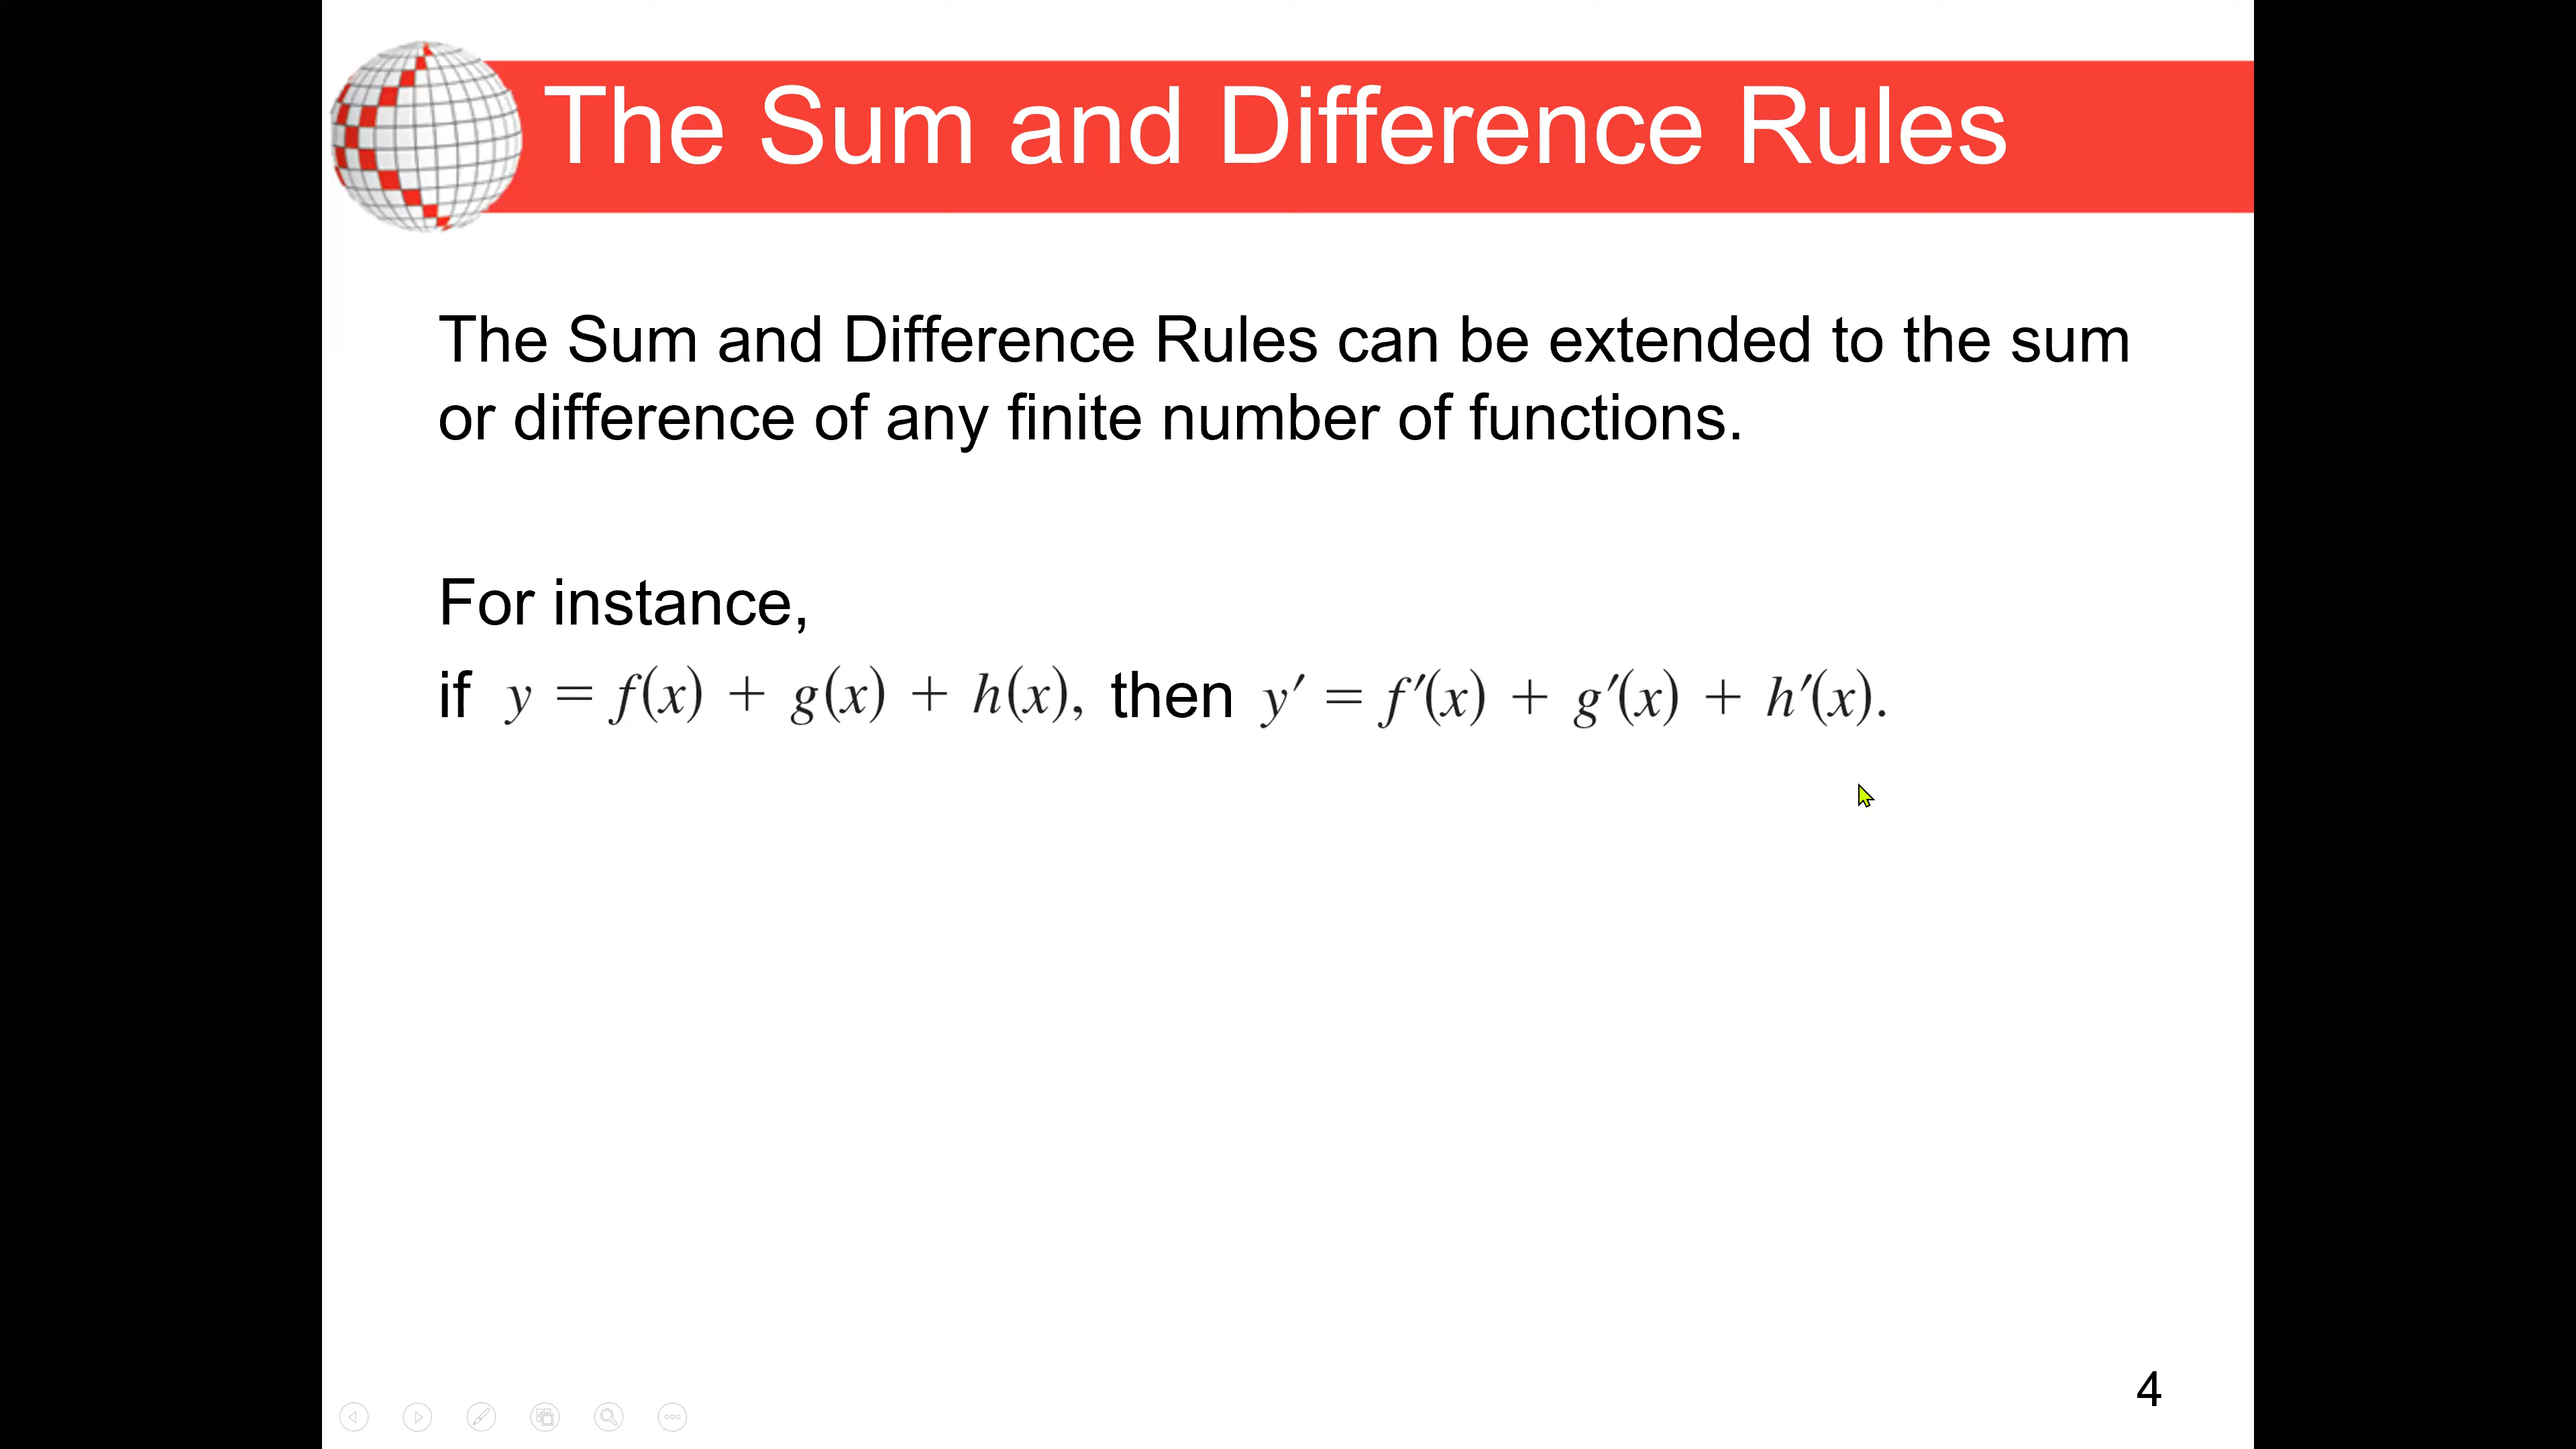 The Sum and Difference Rules
The Sum and Difference Rules can be extended to the sum
or difference of any finite number of functions.
For instance,
if y = f(x) + g(x) + h(x), then y′ = f′(x) + g′(x) + h′(x).
4